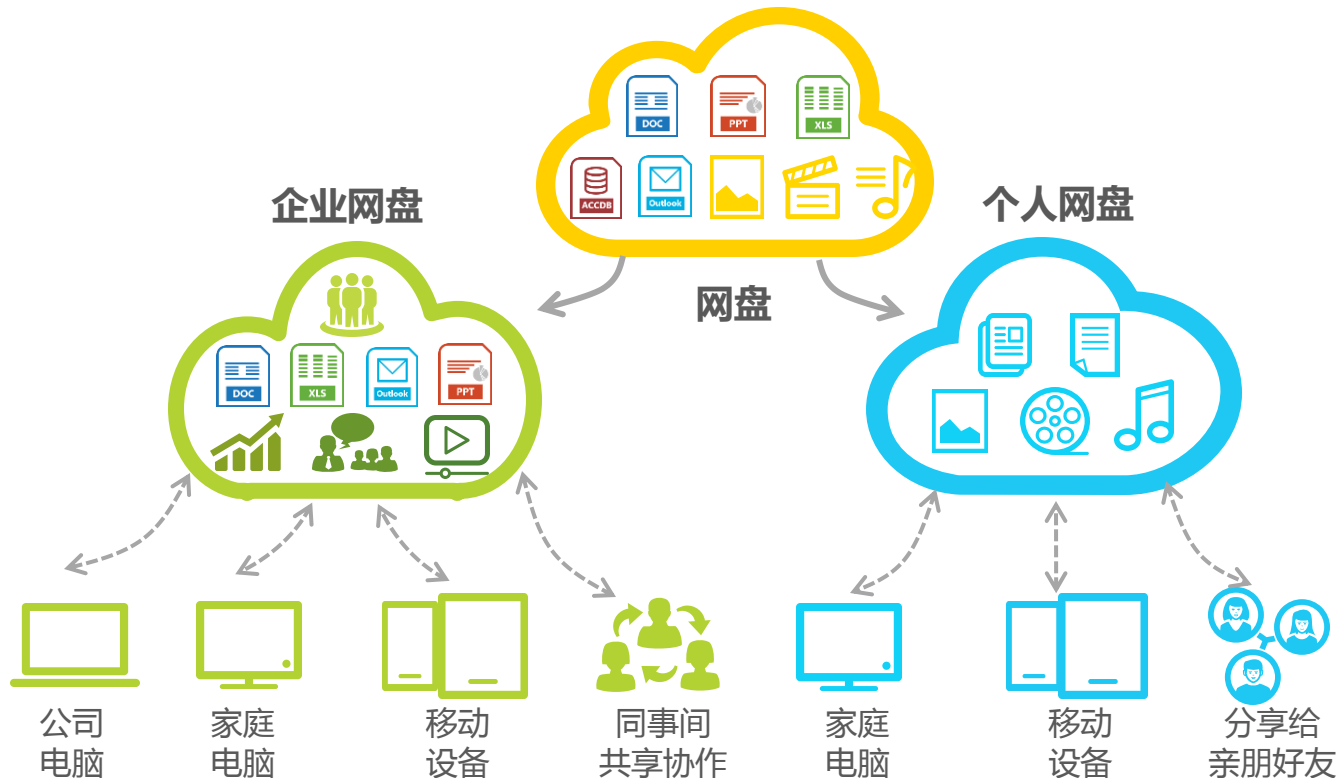 DOC
PPT
XLS
ACCDB
Outlook
企业网盘
个人网盘
网盘
DOC
XLS
Outlook
PPT
公司
电脑
家庭
电脑
移动
设备
同事间
共享协作
家庭
电脑
移动
设备
分享给
亲朋好友